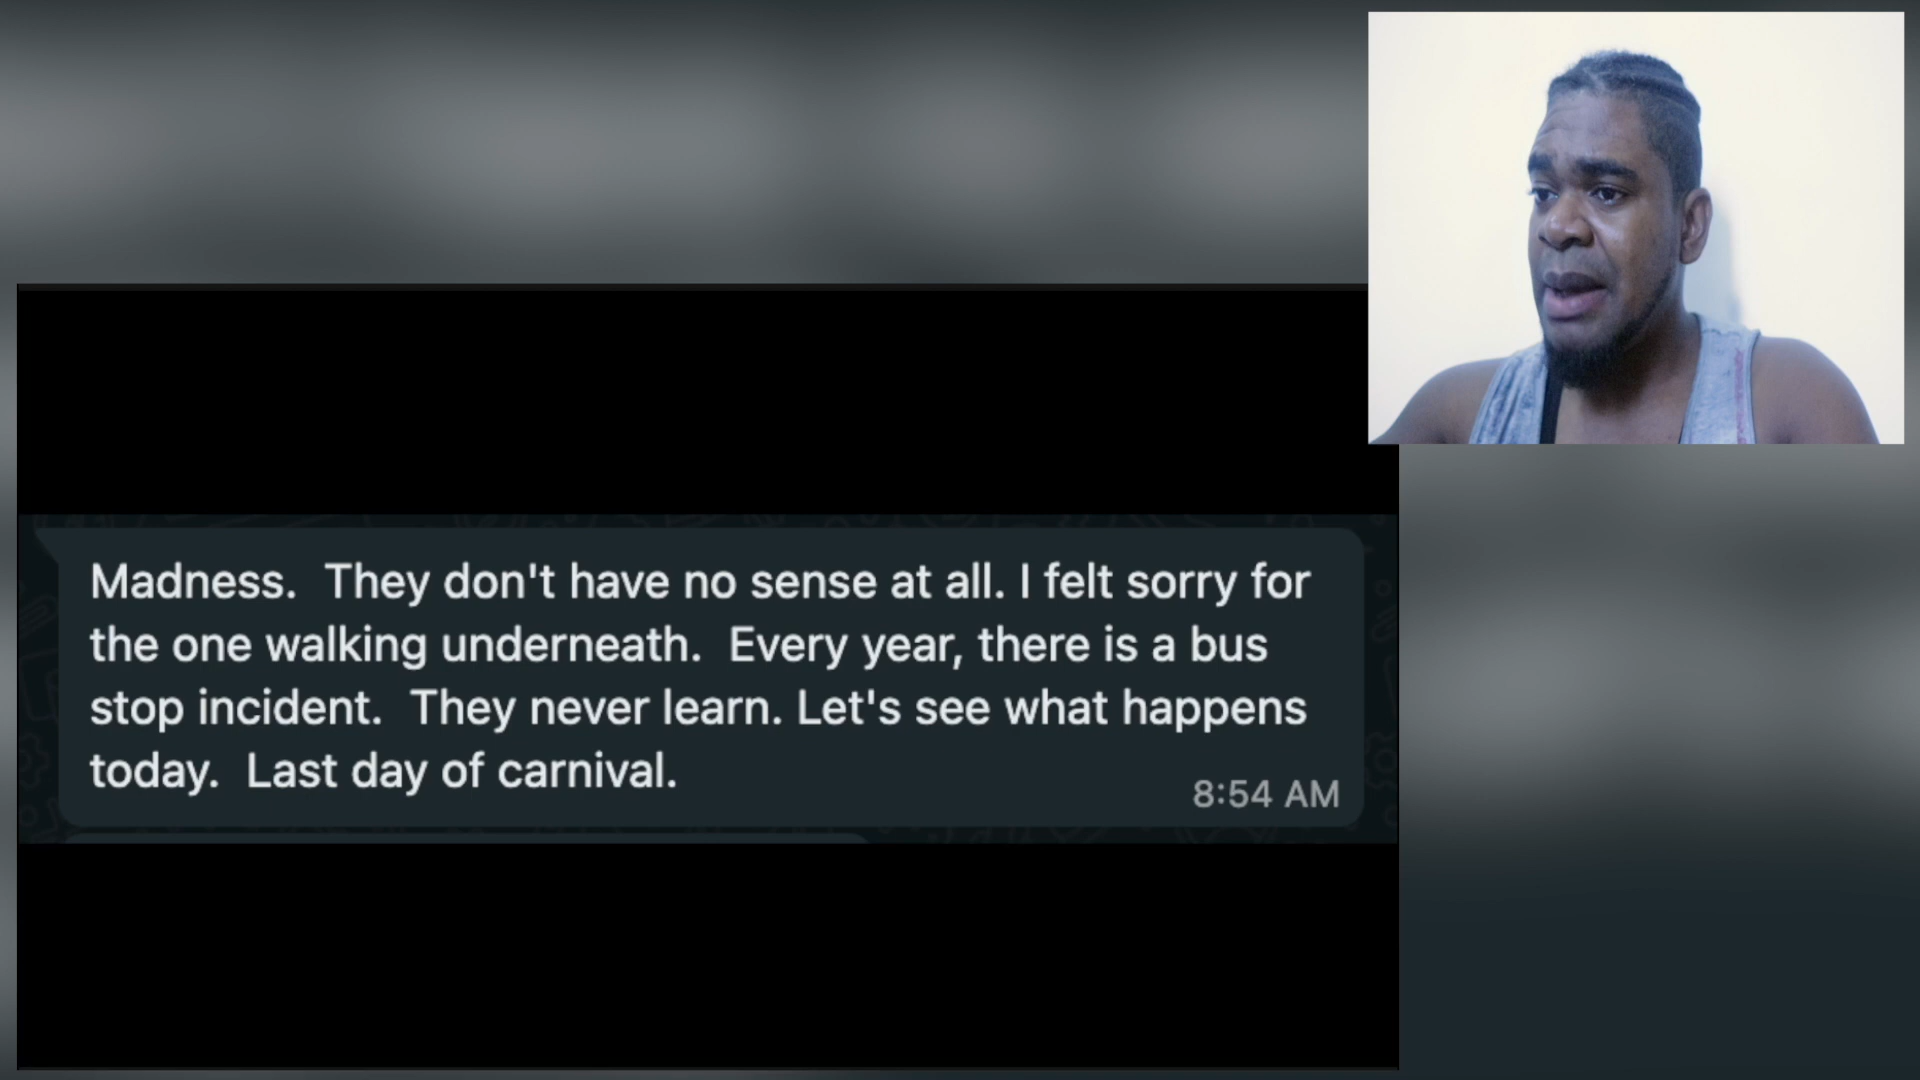 Madness.  They don't have no sense at all. I felt sorry for
the one walking underneath.  Every year, there is a bus
stop incident.  They never learn. Let's see what happens
today.  Last day of carnival.
8:54 AM